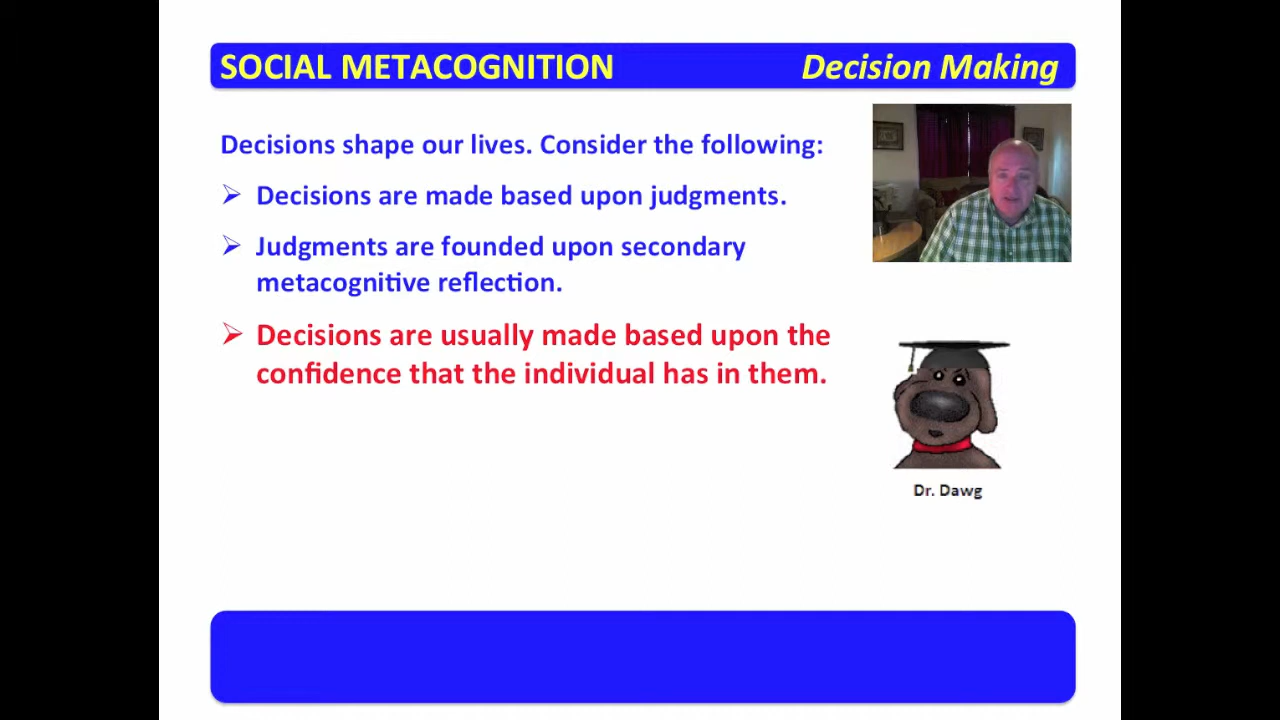 SOCIAL METACOGNITION
Decision Making
Decisions shape our lives. Consider the following:
Decisions are made based upon judgments.
Judgments are founded upon secondary
metacognitive reflection.
Decisions are usually made based upon the
confidence that the individual has in them.
Dr. Dawg